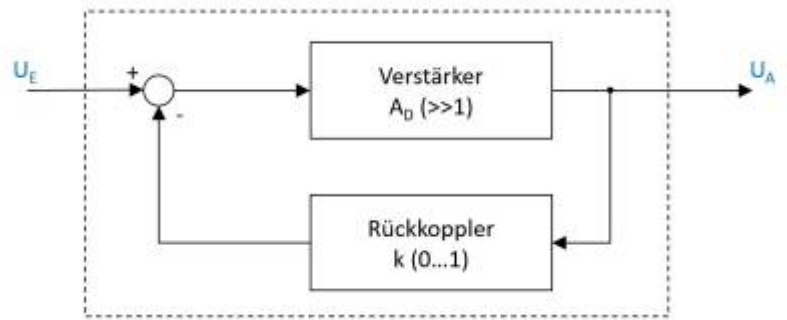 U_E
+
-
Verstärker
A_D (>>1)
U_A
Rückkoppler
k (0...1)